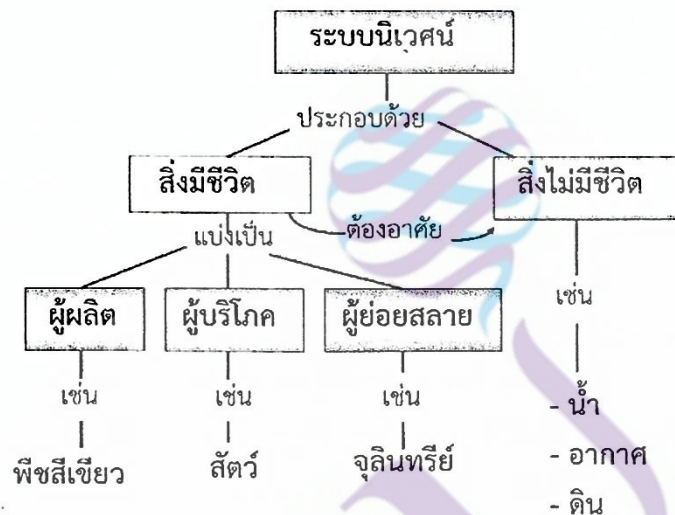 ระบบนิเวศน์
ประกอบด้วย
สิ่งมีชีวิต
สิ่งไม่มีชีวิต
ต้องอาศัย
แบ่งเป็น
เช่น
ผู้ผลิต
ผู้บริโภค
ผู้ย่อยสลาย
เช่น
เช่น
เช่น
- น้ำ
พืชสีเขียว
สัตว์
จุลินทรีย์
- อากาศ
- ดิน